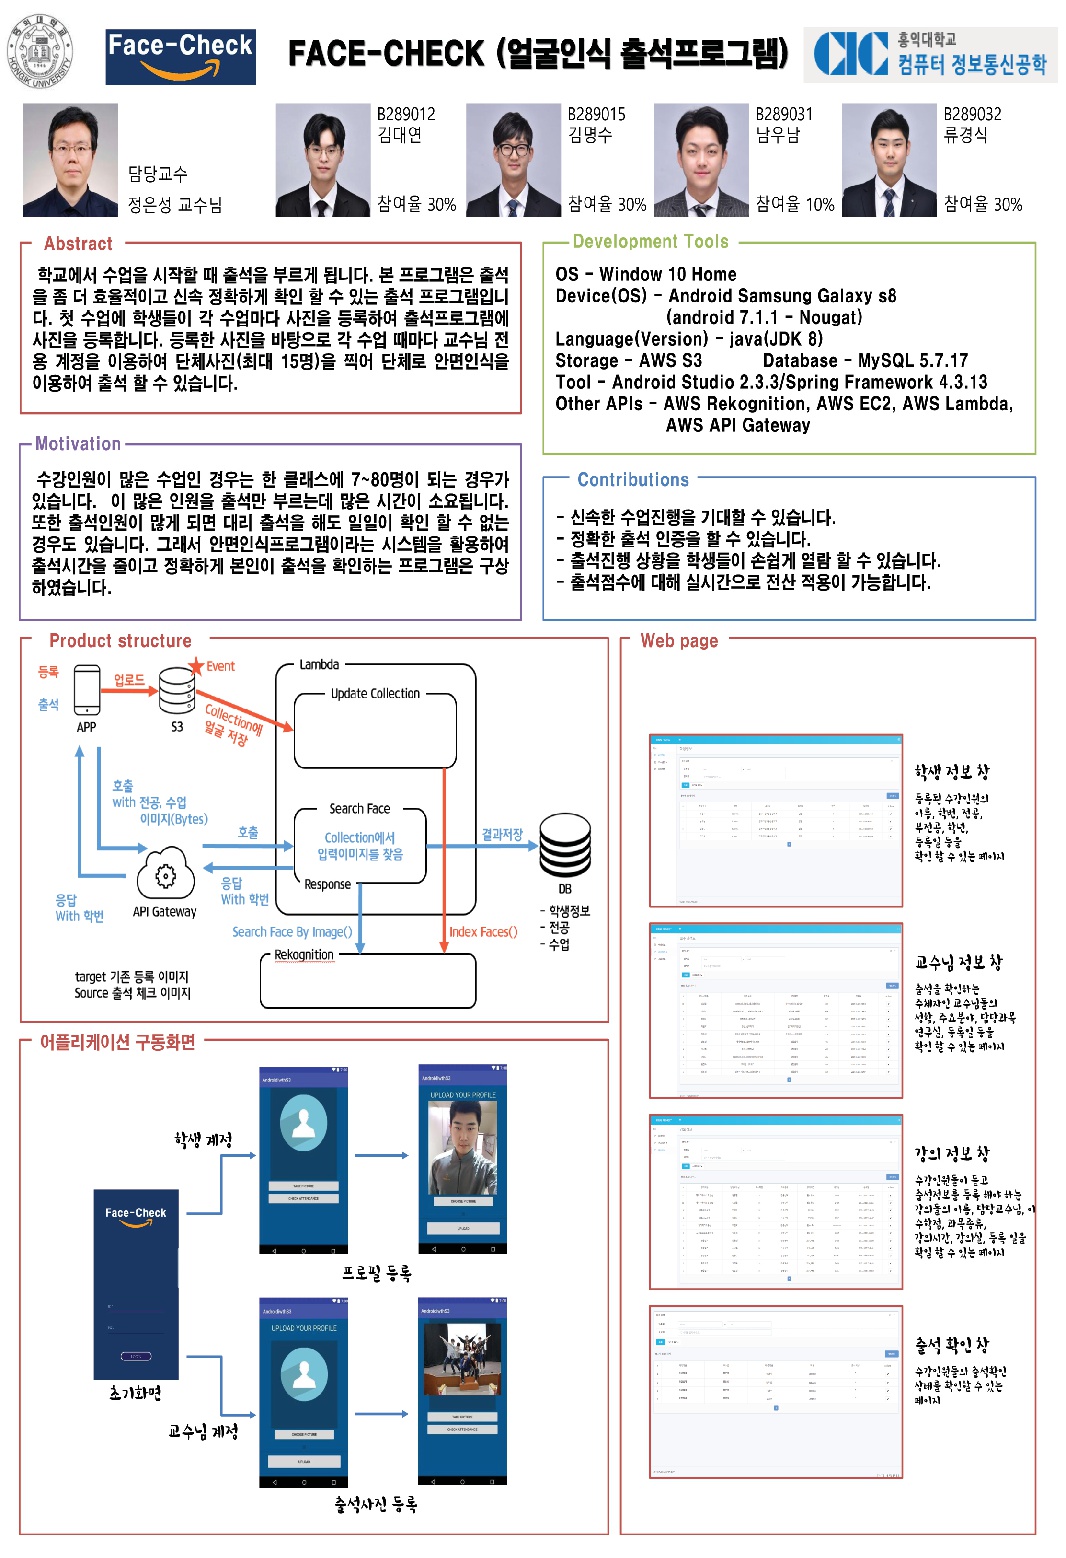 Face-Check
FACE-CHECK (얼굴인식 출석프로그램)
홍익대학교
컴퓨터 정보통신공학
담당교수
정은성 교수님
B289012
김대연
참여율 30%
B289015
김명수
참여율 30%
B289031
남우남
참여율 10%
B289032
류경식
참여율 30%
Abstract
학교에서 수업을 시작할 때 출석을 부르게 됩니다. 본 프로그램은 출석
을 좀 더 효율적이고 신속 정확하게 확인 할 수 있는 출석 프로그램입니
다. 첫 수업에 학생들이 각 수업마다 사진을 등록하여 출석프로그램에
사진을 등록합니다. 등록한 사진을 바탕으로 각 수업 때마다 교수님 전
용 계정을 이용하여 단체사진(최대 15명)을 찍어 단체로 안면인식을
이용하여 출석 할 수 있습니다.
Development Tools
OS - Window 10 Home
Device(OS) - Android Samsung Galaxy s8
(android 7.1.1 - Nougat)
Language(Version) - java(JDK 8)
Storage - AWS S3 Database - MySQL 5.7.17
Tool - Android Studio 2.3.3/Spring Framework 4.3.13
Other APIs - AWS Rekognition, AWS EC2, AWS Lambda,
AWS API Gateway
Motivation
수강인원이 많은 수업인 경우는 한 클래스에 7~80명이 되는 경우가
있습니다. 이 많은 인원을 출석만 부르는데 많은 시간이 소요됩니다.
또한 출석인원이 많게 되면 대리 출석을 해도 일일이 확인 할 수 없는
경우도 있습니다. 그래서 안면인식프로그램이라는 시스템을 활용하여
출석시간을 줄이고 정확하게 본인이 출석을 확인하는 프로그램은 구상
하였습니다.
Contributions
- 신속한 수업진행을 기대할 수 있습니다.
- 정확한 출석 인증을 할 수 있습니다.
- 출석진행 상황을 학생들이 손쉽게 열람 할 수 있습니다.
- 출석점수에 대해 실시간으로 전산 적용이 가능합니다.
Product structure
등록
출석
APP
업로드
S3
Event
Collection에
얼굴 저장
Lambda
Update Collection
호출
with 전공, 수업
이미지(Bytes)
호출
Search Face
Collection에서
입력이미지를 찾음
Response
결과저장
DB
- 학생정보
- 전공
- 수업
API Gateway
응답
With 학번
응답
With 학번
Search Face By Image()
Index Faces()
Rekognition
target 기존 등록 이미지
Source 출석 체크 이미지
Web page
학생 정보 창
등록된 수강인원의
이름, 학번, 전공,
부전공, 학년,
등록일 등을
확인 할 수 있는 페이지
교수님 정보 창
출석을 확인하는
주체자인 교수님들의
성함, 주요분야, 담당과목
연구실, 등록일 등을
확인 할 수 있는 페이지
강의 정보 창
수강인원들이 듣고
출석정보를 등록 해야 하는
강의들의 이름, 담당교수님, 이
수학점, 과목종류,
강의시간, 강의실, 등록 일을
확일 할 수 있는 페이지
출석 확인 창
수강인원들의 출석확인
상태를 확인할 수 있는
페이지
어플리케이션 구동화면
Face-Check
초기화면
학생 계정
AndroidiwthS3
TAKE PICTURE
CHECK ATTENDANCE
AndroidiwthS3
UPLOAD YOUR PROFILE
CHOOSE PICTURE
UPLOAD
프로필 등록
교수님 계정
AndroidiwthS3
UPLOAD YOUR PROFILE
CHOOSE PICTURE
UPLOAD
AndroidiwthS3
TAKE PICTURE
CHECK ATTENDANCE
출석사진 등록